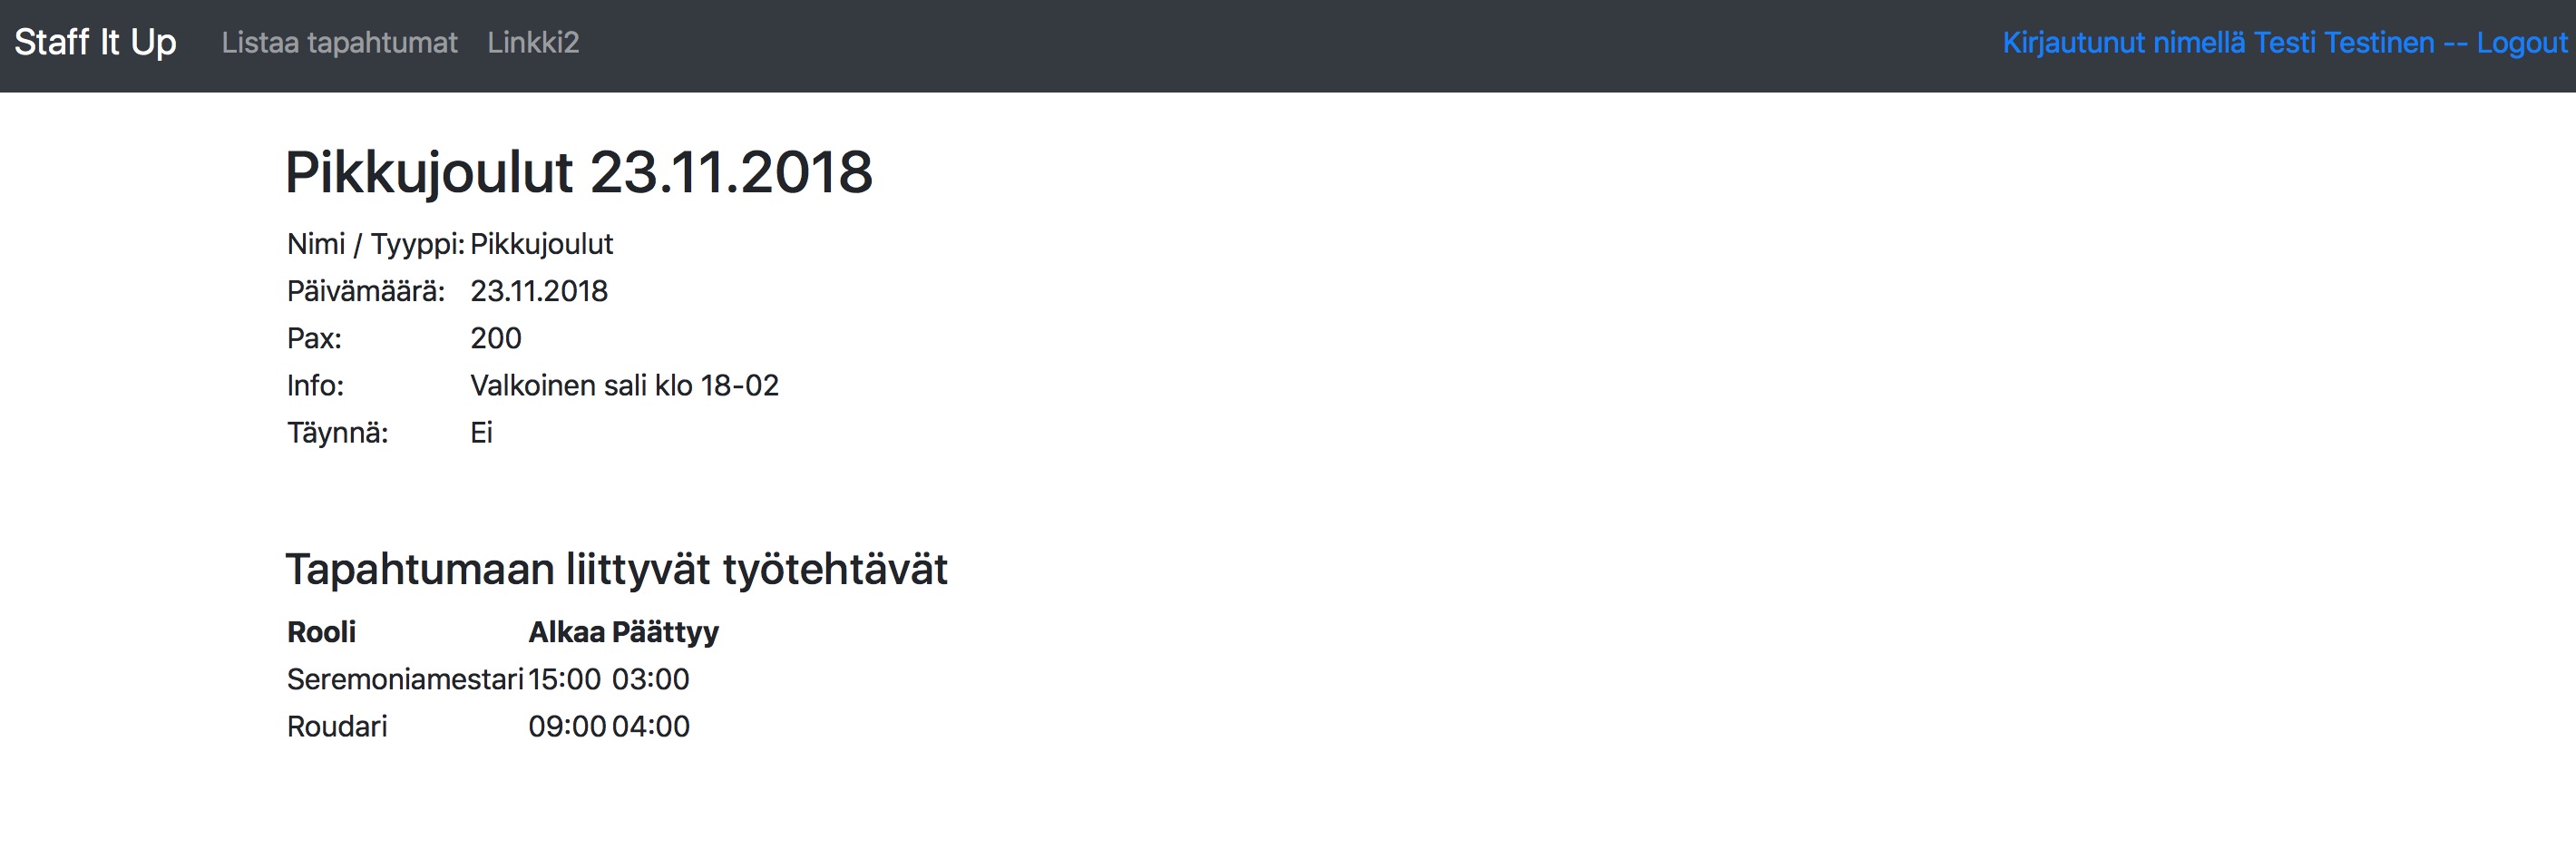 Staff It Up Listaa tapahtumat Linkki2 Kirjautunut nimellä Testi Testinen -- Logout
Pikkujoulut 23.11.2018
Nimi / Tyyppi: Pikkujoulut
Päivämäärä: 23.11.2018
Pax: 200
Info: Valkoinen sali klo 18-02
Täynnä: Ei
Tapahtumaan liittyvät työtehtävät
Rooli Alkaa Päättyy
Seremoniamestari 15:00 03:00
Roudari 09:00 04:00